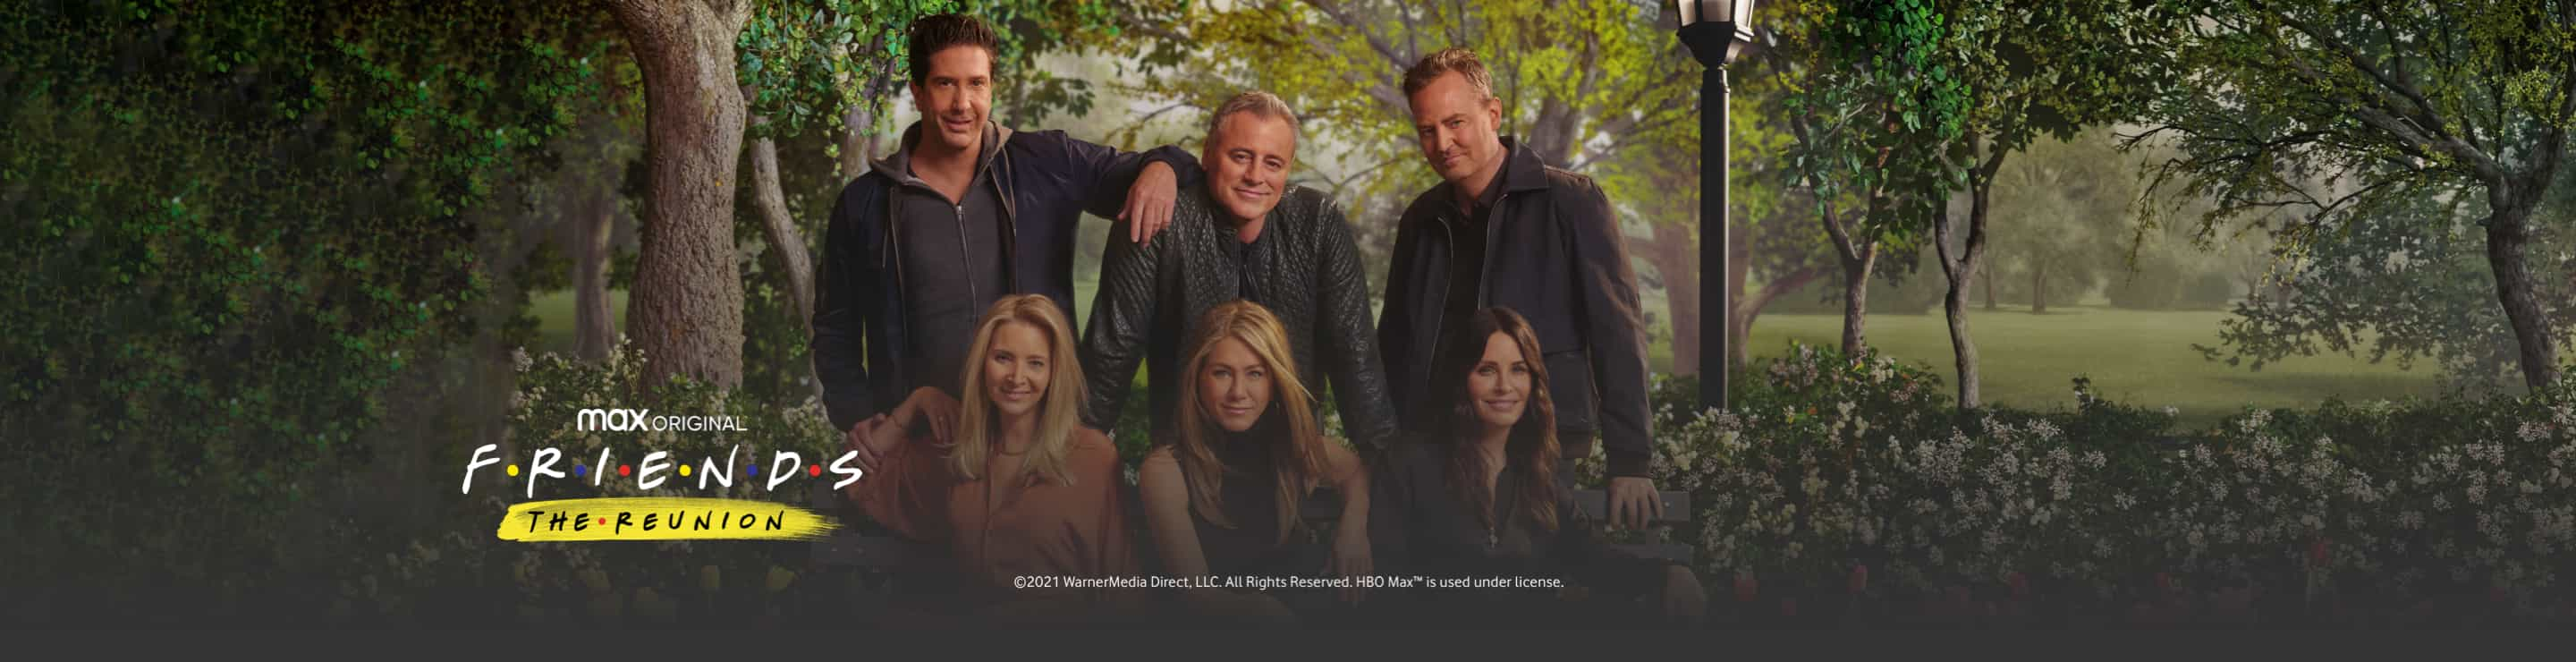 max ORIGINAL
F•R•I•E•N•D•S
THE•REUNION
©2021 WarnerMedia Direct, LLC. All Rights Reserved. HBO Max™ is used under license.